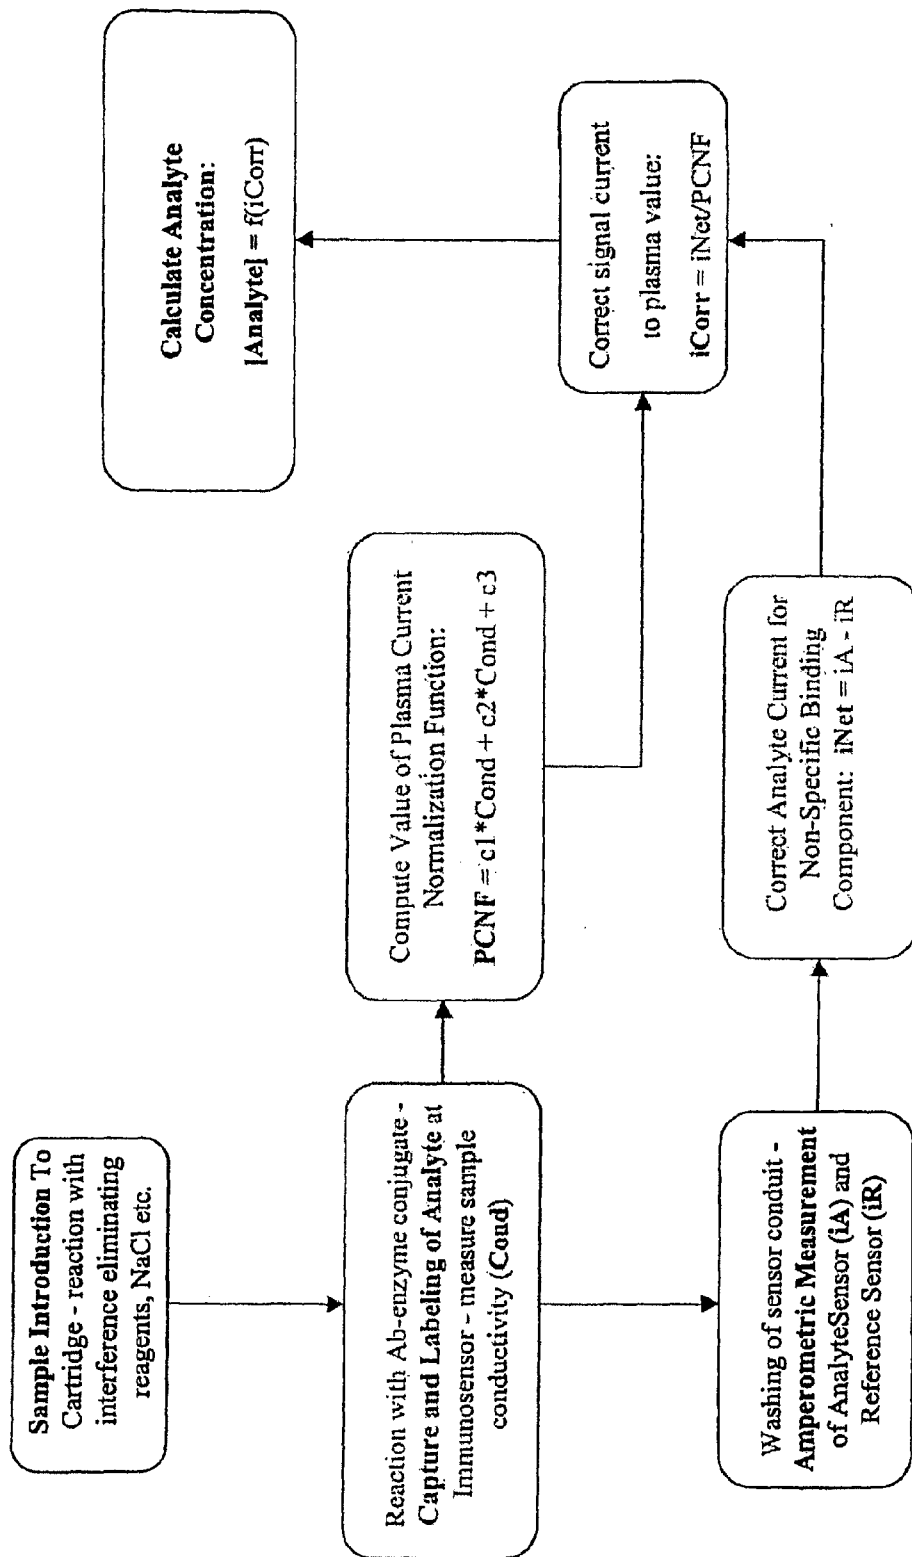 Sample Introduction To
Cartridge - reaction with
interference eliminating
reagents, NaCl etc.
Reaction with Ab-enzyme conjugate -
Capture and Labeling of Analyte at
Immunosensor - measure sample
conductivity (Cond)
Washing of sensor conduit -
Amperometric Measurement
of AnalyteSensor (iA) and
Reference Sensor (iR)
Compute Value of Plasma Current
Normalization Function:
PCNF = c1*Cond + c2*Cond + c3
Correct Analyte Current for
Non-Specific Binding
Component: iNet = iA - iR
Correct signal current
to plasma value:
iCorr = iNet/PCNF
Calculate Analyte
Concentration:
[Analyte] = f(iCorr)